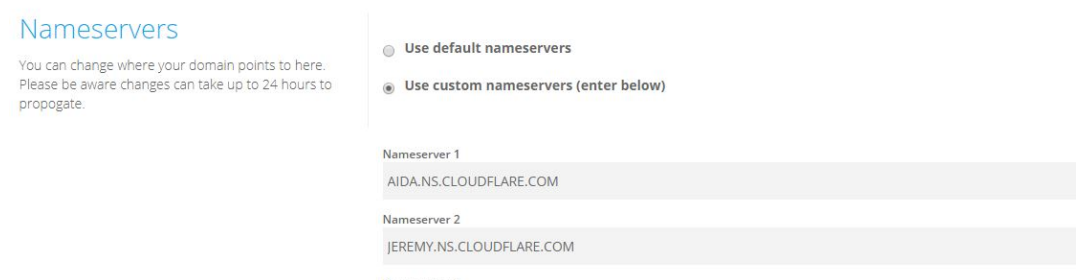 Nameservers
You can change where your domain points to here.
Please be aware changes can take up to 24 hours to
propogate.
Use default nameservers
Use custom nameservers (enter below)
Nameserver 1
AIDA.NS.CLOUDFLARE.COM
Nameserver 2
JEREMY.NS.CLOUDFLARE.COM